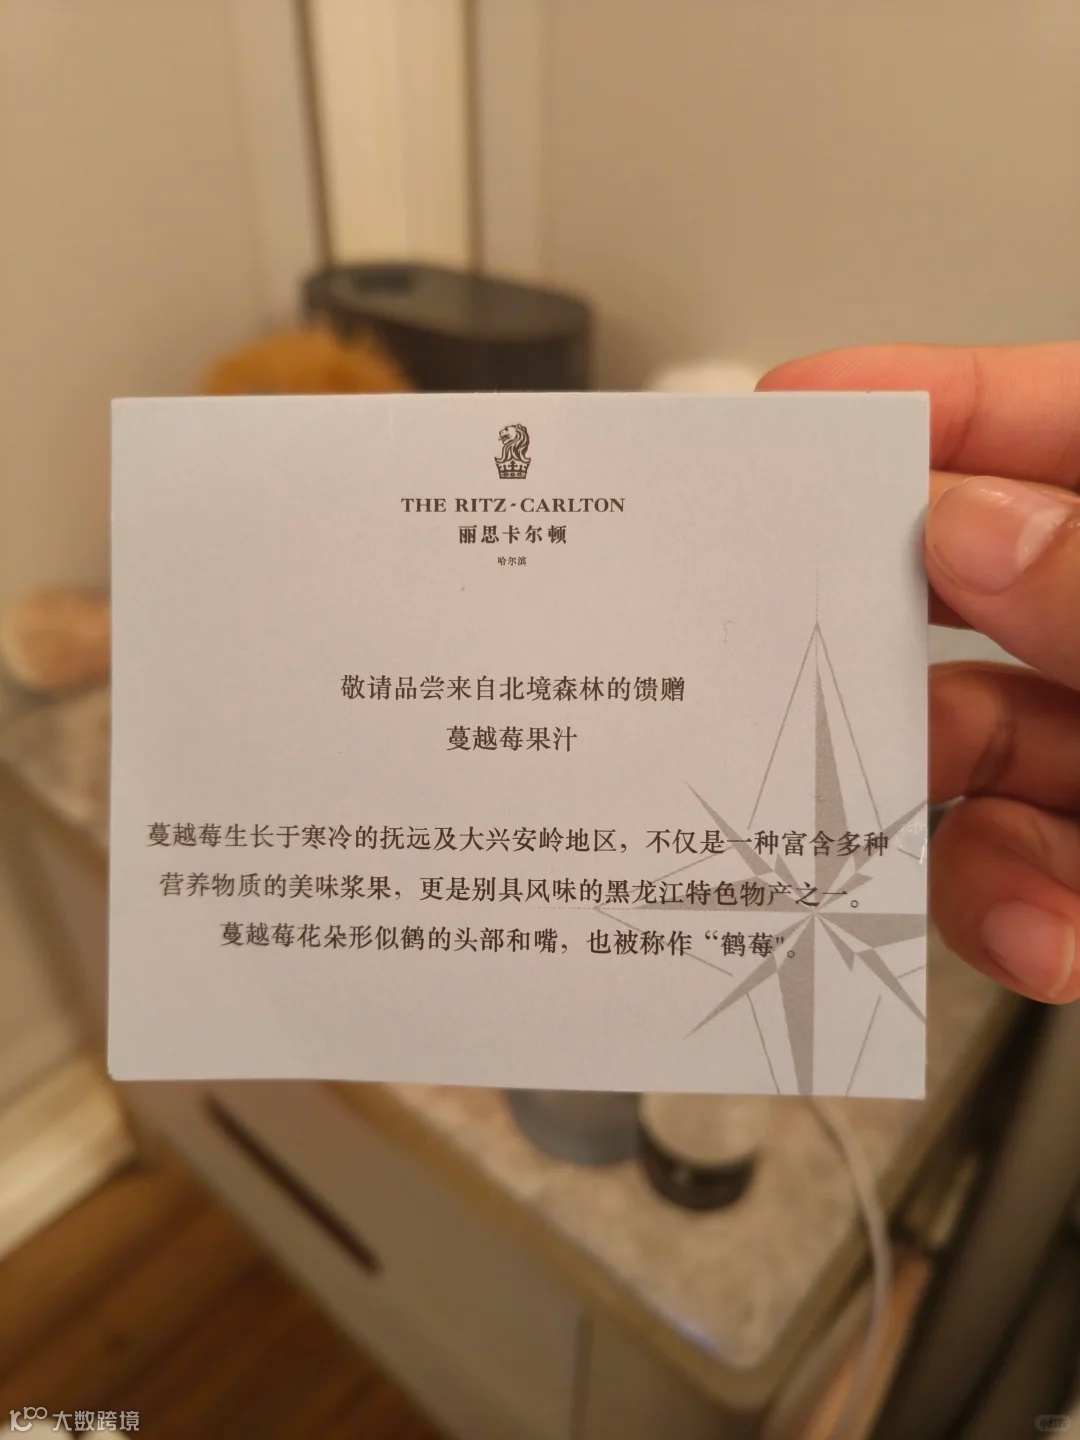 THE RITZ-CARLTON
丽思卡尔顿
哈尔滨
敬请品尝来自北境森林的馈赠
蔓越莓果汁
蔓越莓生长于寒冷的抚远及大兴安岭地区，不仅是一种富含多种
营养物质的美味浆果，更是别具风味的黑龙江特色物产之一。
蔓越莓花朵形似鹤的头部和嘴，也被称作“鹤莓"。
大数跨境
小红书